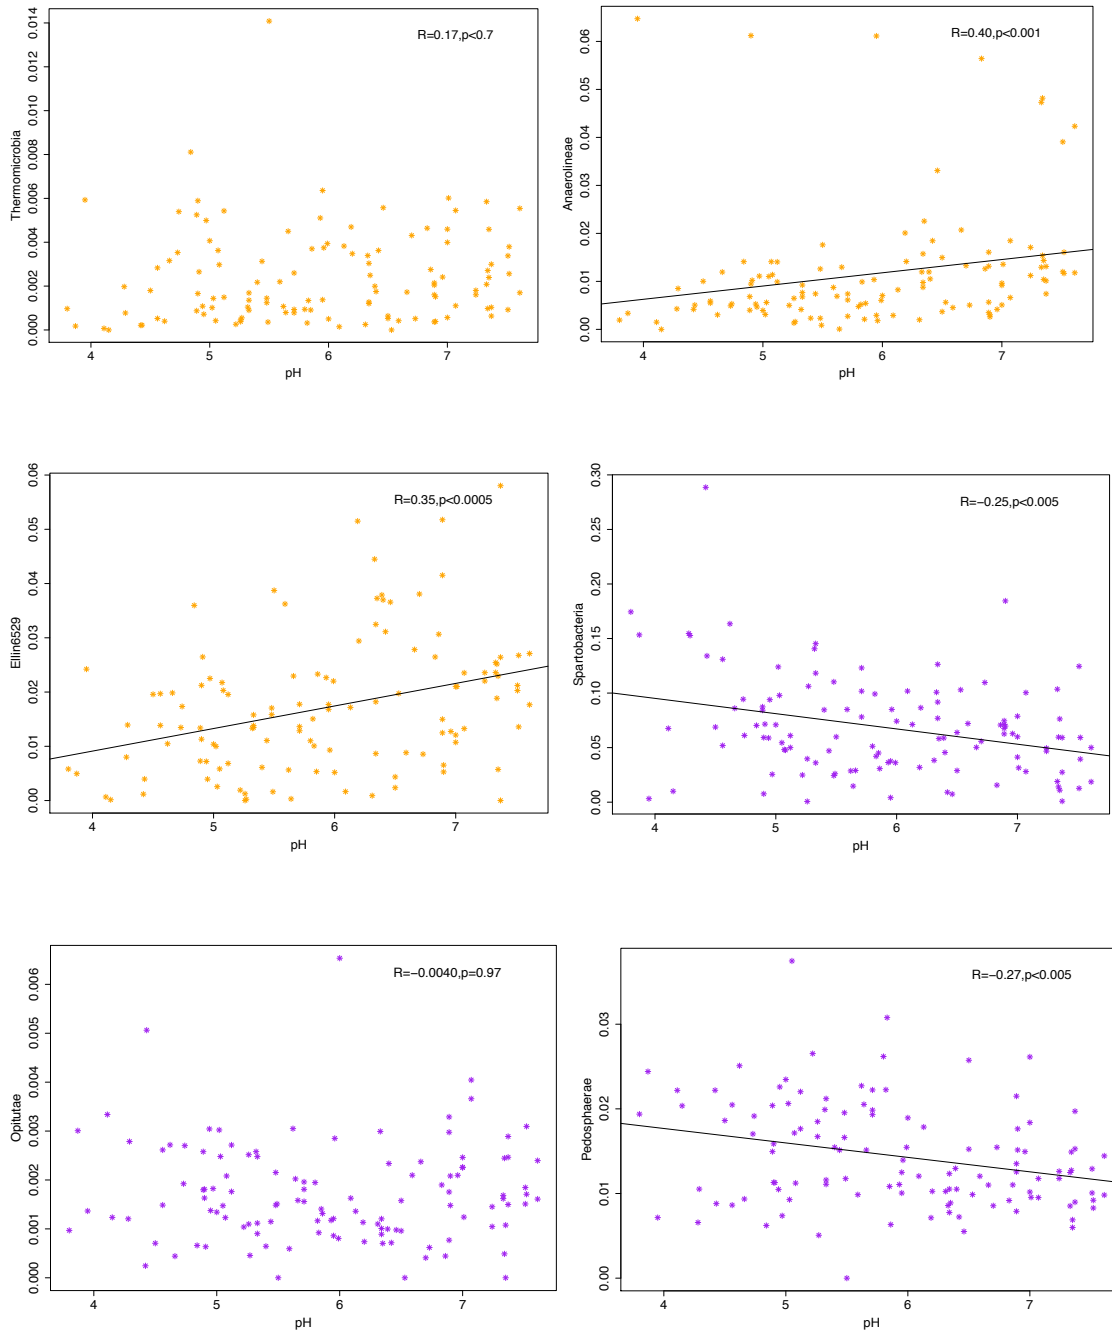 R=0.17,p<0.7
Thermomicrobia
0.000 0.002 0.004 0.006 0.008 0.010 0.012 0.014
4 5 6 7
pH
R=0.40,p<0.001
Anaerolineae
0.00 0.01 0.02 0.03 0.04 0.05 0.06
4 5 6 7
pH
R=0.35,p<0.0005
Ellin6529
0.00 0.01 0.02 0.03 0.04 0.05 0.06
4 5 6 7
pH
R=−0.25,p<0.005
Spartobacteria
0.00 0.05 0.10 0.15 0.20 0.25 0.30
4 5 6 7
pH
R=−0.0040,p=0.97
Opitutae
0.000 0.001 0.002 0.003 0.004 0.005 0.006
4 5 6 7
pH
R=−0.27,p<0.005
Pedosphaerae
0.00 0.01 0.02 0.03
4 5 6 7
pH